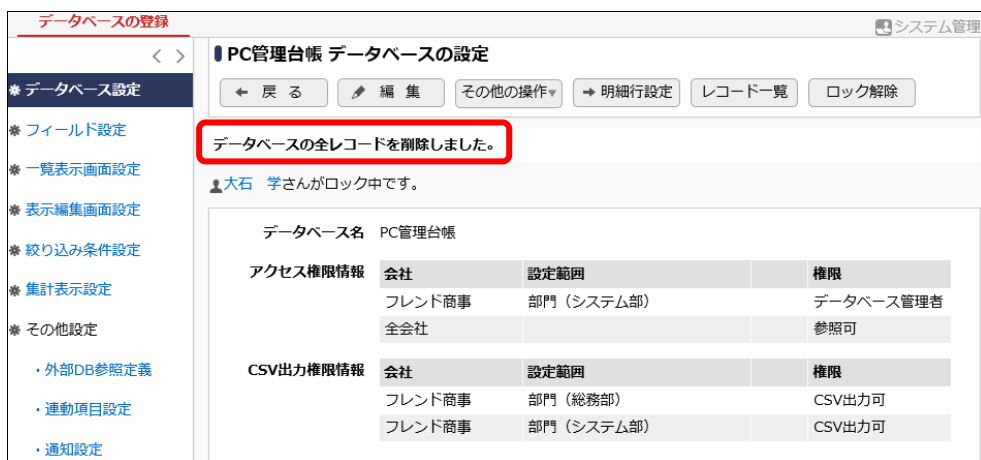 データベースの登録
システム管理
< >
PC管理台帳 データベースの設定
← 戻 る 編 集 その他の操作▼ → 明細行設定 レコード一覧 ロック解除
データベースの全レコードを削除しました。
大石 学さんがロック中です。
データベース設定
フィールド設定
一覧表示画面設定
表示編集画面設定
絞り込み条件設定
集計表示設定
その他設定
・外部DB参照定義
・連動項目設定
・通知設定
データベース名 PC管理台帳
アクセス権限情報 会社 設定範囲 権限
フレンド商事 部門（システム部） データベース管理者
全会社 参照可
CSV出力権限情報 会社 設定範囲 権限
フレンド商事 部門（総務部） CSV出力可
フレンド商事 部門（システム部） CSV出力可